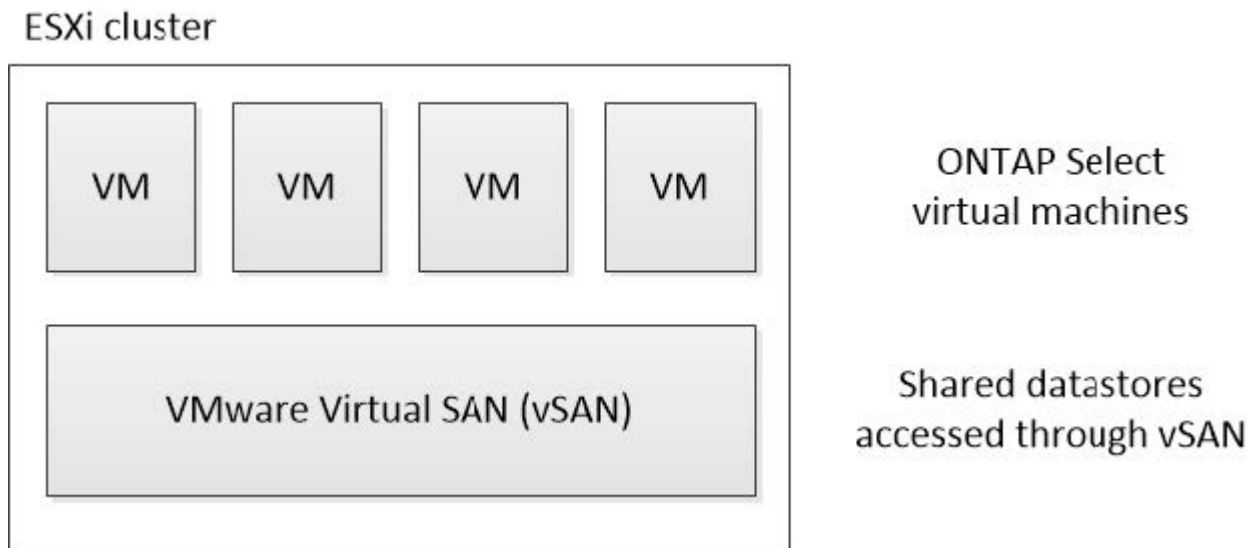 ESXi cluster
VM
VM
VM
VM
ONTAP Select
virtual machines
VMware Virtual SAN (vSAN)
Shared datastores
accessed through vSAN